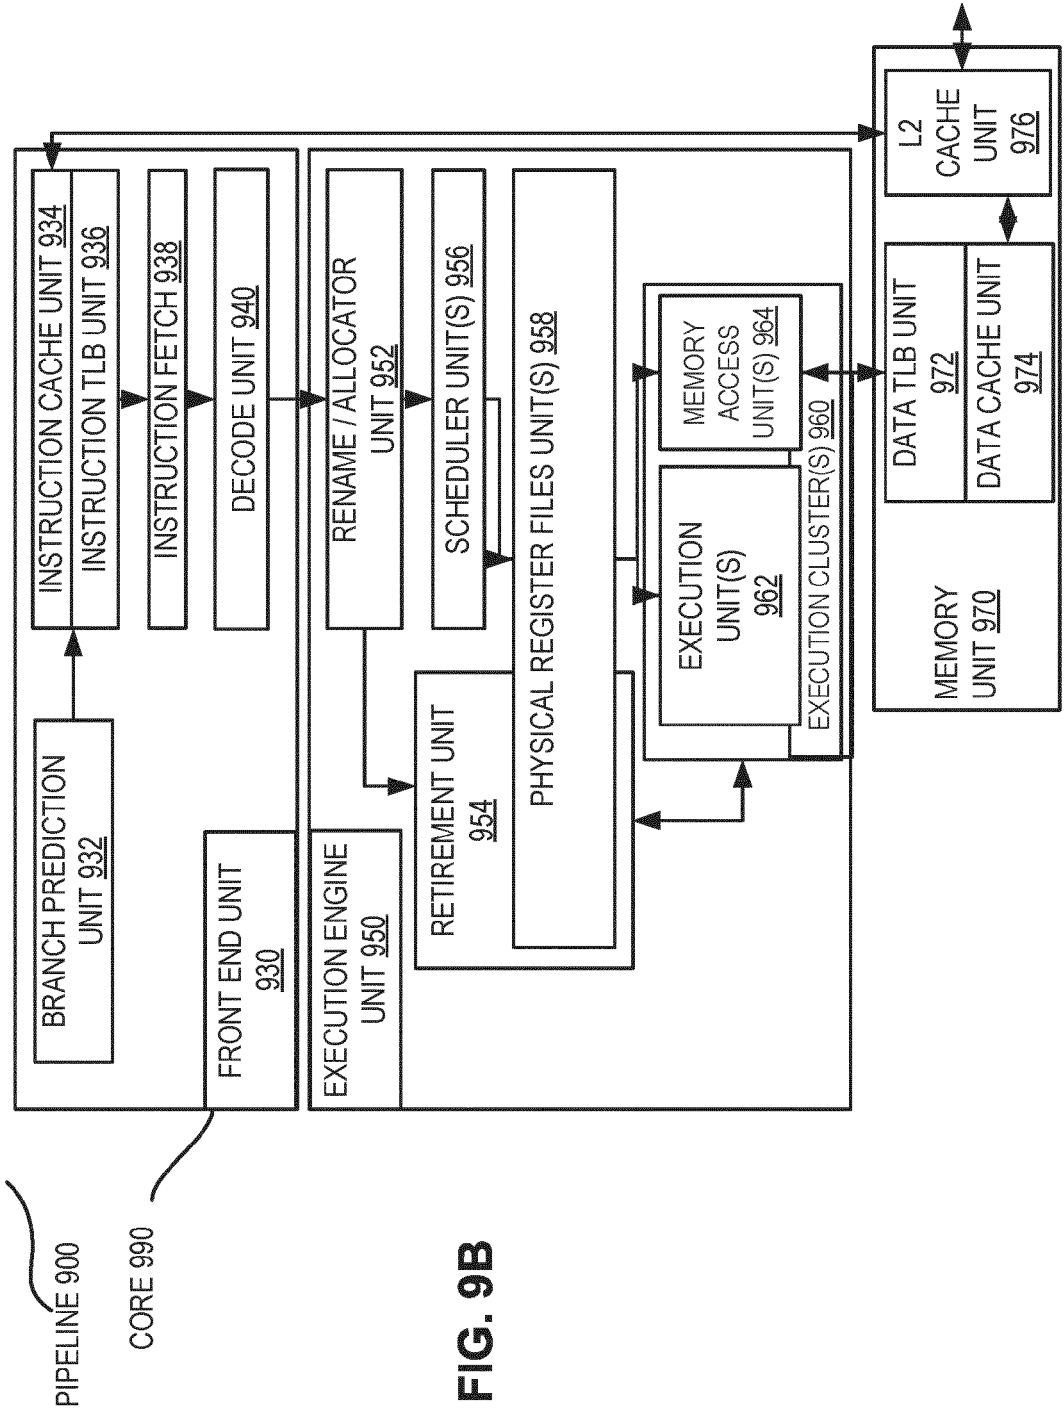 PIPELINE 900
CORE 990
BRANCH PREDICTION
UNIT 932
INSTRUCTION CACHE UNIT 934
INSTRUCTION TLB UNIT 936
INSTRUCTION FETCH 938
DECODE UNIT 940
FRONT END UNIT
930
EXECUTION ENGINE
UNIT 950
RENAME / ALLOCATOR
UNIT 952
RETIREMENT UNIT
954
SCHEDULER UNIT(S) 956
PHYSICAL REGISTER FILES UNIT(S) 958
EXECUTION
UNIT(S)
962
MEMORY
ACCESS
UNIT(S) 964
EXECUTION CLUSTER(S) 960
MEMORY
UNIT 970
DATA TLB UNIT
972
DATA CACHE UNIT
974
L2
CACHE
UNIT
976
FIG. 9B